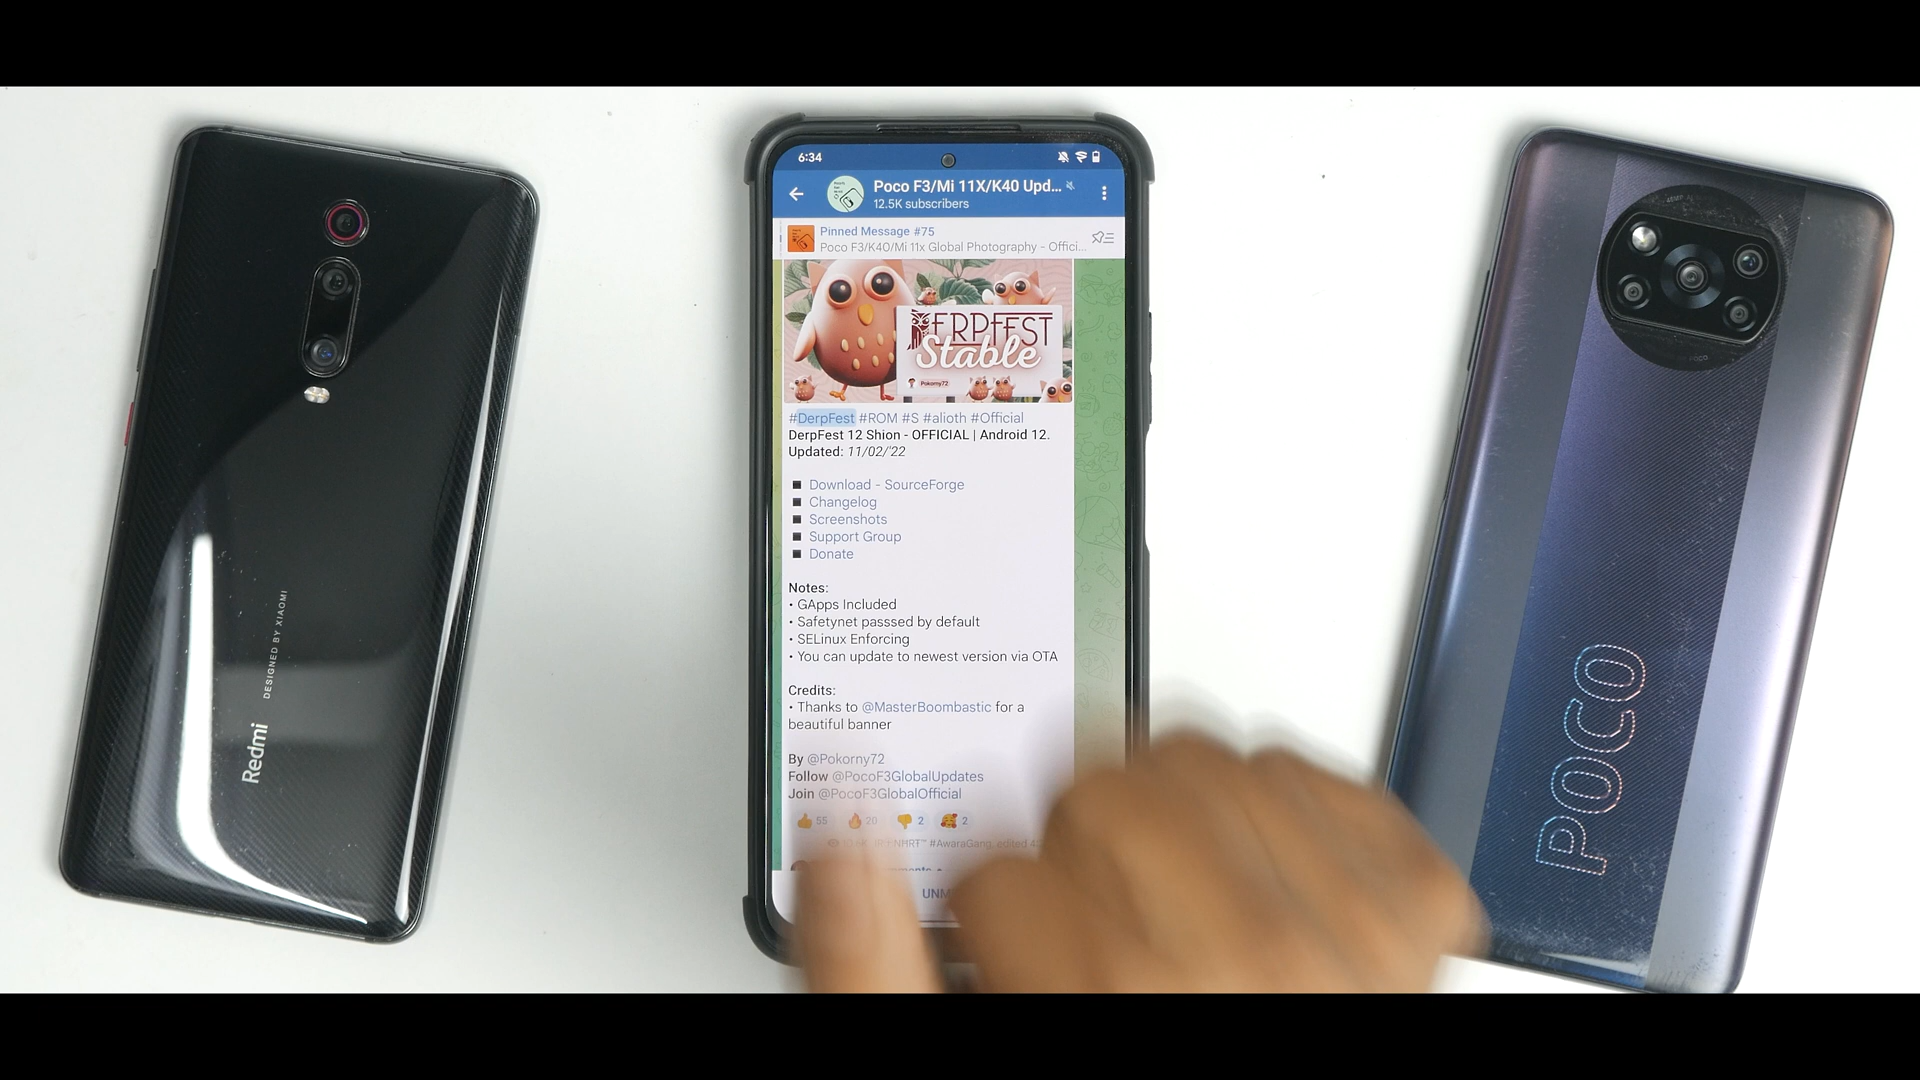 6:34
Poco F3/Mi 11X/K40 Upd...
12.5K subscribers
Pinned Message #75
Poco F3/K40/Mi 11x Global Photography - Offici...
DERPFEST
Stable
Pokorny72
#DerpFest #ROM #S #alioth #Official
DerpFest 12 Shion - OFFICIAL | Android 12.
Updated: 11/02/'22
Download - SourceForge
Changelog
Screenshots
Support Group
Donate
Notes:
• GApps Included
• Safetynet passsed by default
• SELinux Enforcing
• You can update to newest version via OTA
Credits:
• Thanks to @MasterBoombastic for a
beautiful banner
By @Pokorny72
Follow @PocoF3GlobalUpdates
Join @PocoF3GlobalOfficial
55 20 2 2
#AwaraGang, edited
Redmi
DESIGNED BY XIAOMI
POCO